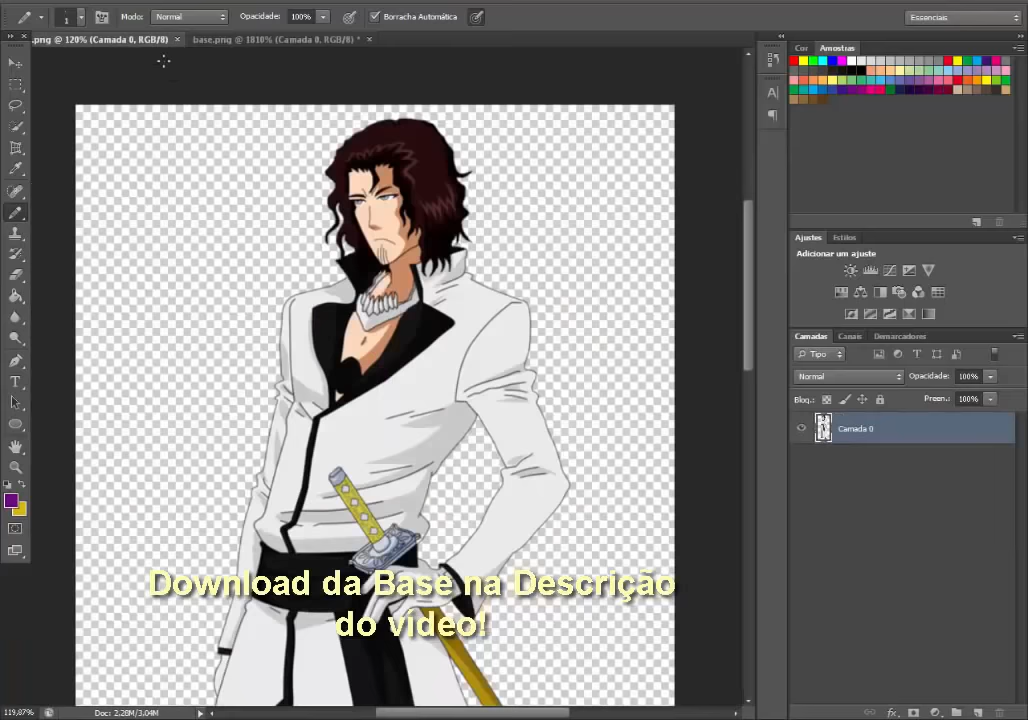 1 Modo: Normal Opacidade: 100% Borracha Automática Essenciais
.png @ 120% (Camada 0, RGB/8) × base.png @ 1810% (Camada 0, RGB/8) * ×
Cor Amostras
Ajustes Estilos
Adicionar um ajuste
Camadas Canais Demarcadores
Tipo
Normal Opacidade: 100%
Bloq.: Preen.: 100%
Camada 0
Download da Base na Descrição
do vídeo!
119,87% Doc: 2.28M/3.04M